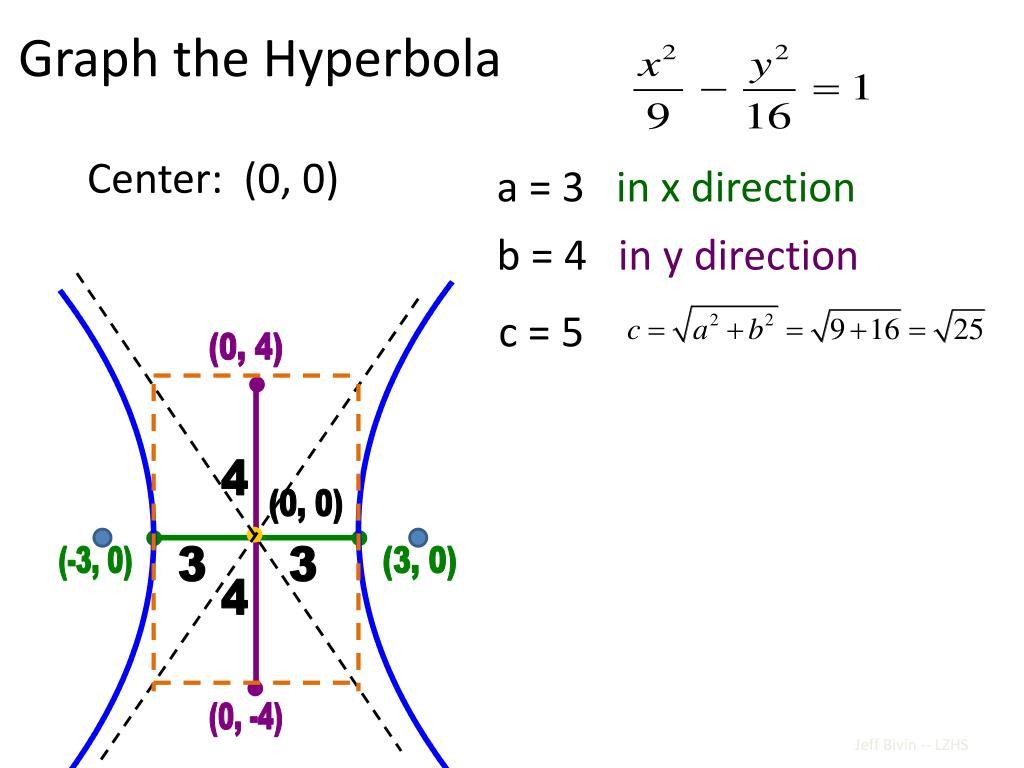 Graph the Hyperbola
x²/9 − y²/16 = 1
Center: (0, 0)
a = 3 in x direction
b = 4 in y direction
c = 5 c = √(a² + b²) = √(9+16) = √25
(0, 4)
4
(0, 0)
(-3, 0) 3 3 (3, 0)
4
(0, -4)
Jeff Bivin -- LZHS